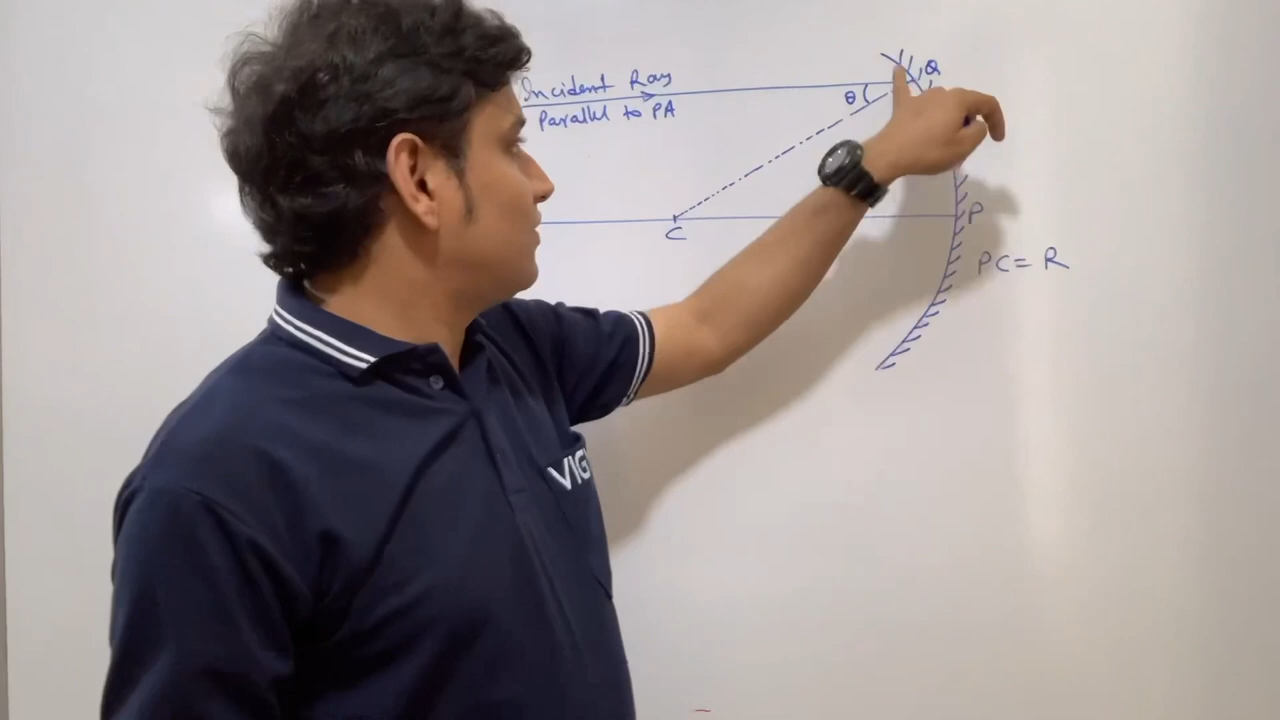 Incident Ray
Parallel to PA
θ
Q
C
P
PC = R
VIG